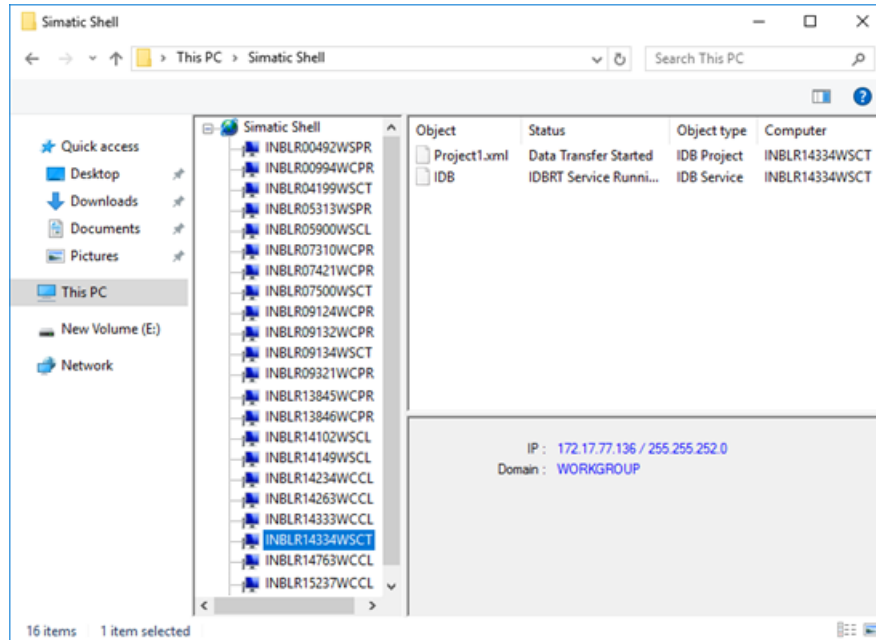 Simatic Shell
This PC > Simatic Shell
Search This PC
Quick access
Desktop
Downloads
Documents
Pictures
This PC
New Volume (E:)
Network
Simatic Shell
INBLR00492WSPR
INBLR00994WCPR
INBLR04199WSCT
INBLR05313WSPR
INBLR05900WSCL
INBLR07310WCPR
INBLR07421WCPR
INBLR07500WSCT
INBLR09124WCPR
INBLR09132WCPR
INBLR09134WSCT
INBLR09321WCPR
INBLR13845WCPR
INBLR13846WCPR
INBLR14102WSCL
INBLR14149WSCL
INBLR14234WCCL
INBLR14263WCCL
INBLR14333WCCL
INBLR14334WSCT
INBLR14763WCCL
INBLR15237WCCL
Object Status Object type Computer
Project1.xml Data Transfer Started IDB Project INBLR14334WSCT
IDB IDBRT Service Runni... IDB Service INBLR14334WSCT
IP : 172.17.77.136 / 255.255.252.0
Domain : WORKGROUP
16 items 1 item selected